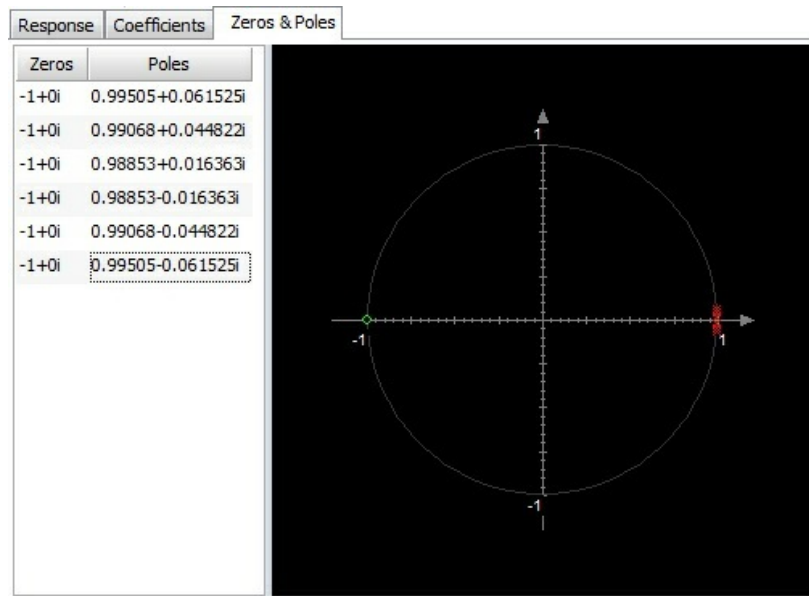 Response Coefficients Zeros & Poles
Zeros Poles
-1+0i 0.99505+0.061525i
-1+0i 0.99068+0.044822i
-1+0i 0.98853+0.016363i
-1+0i 0.98853-0.016363i
-1+0i 0.99068-0.044822i
-1+0i 0.99505-0.061525i
1
-1 1
-1